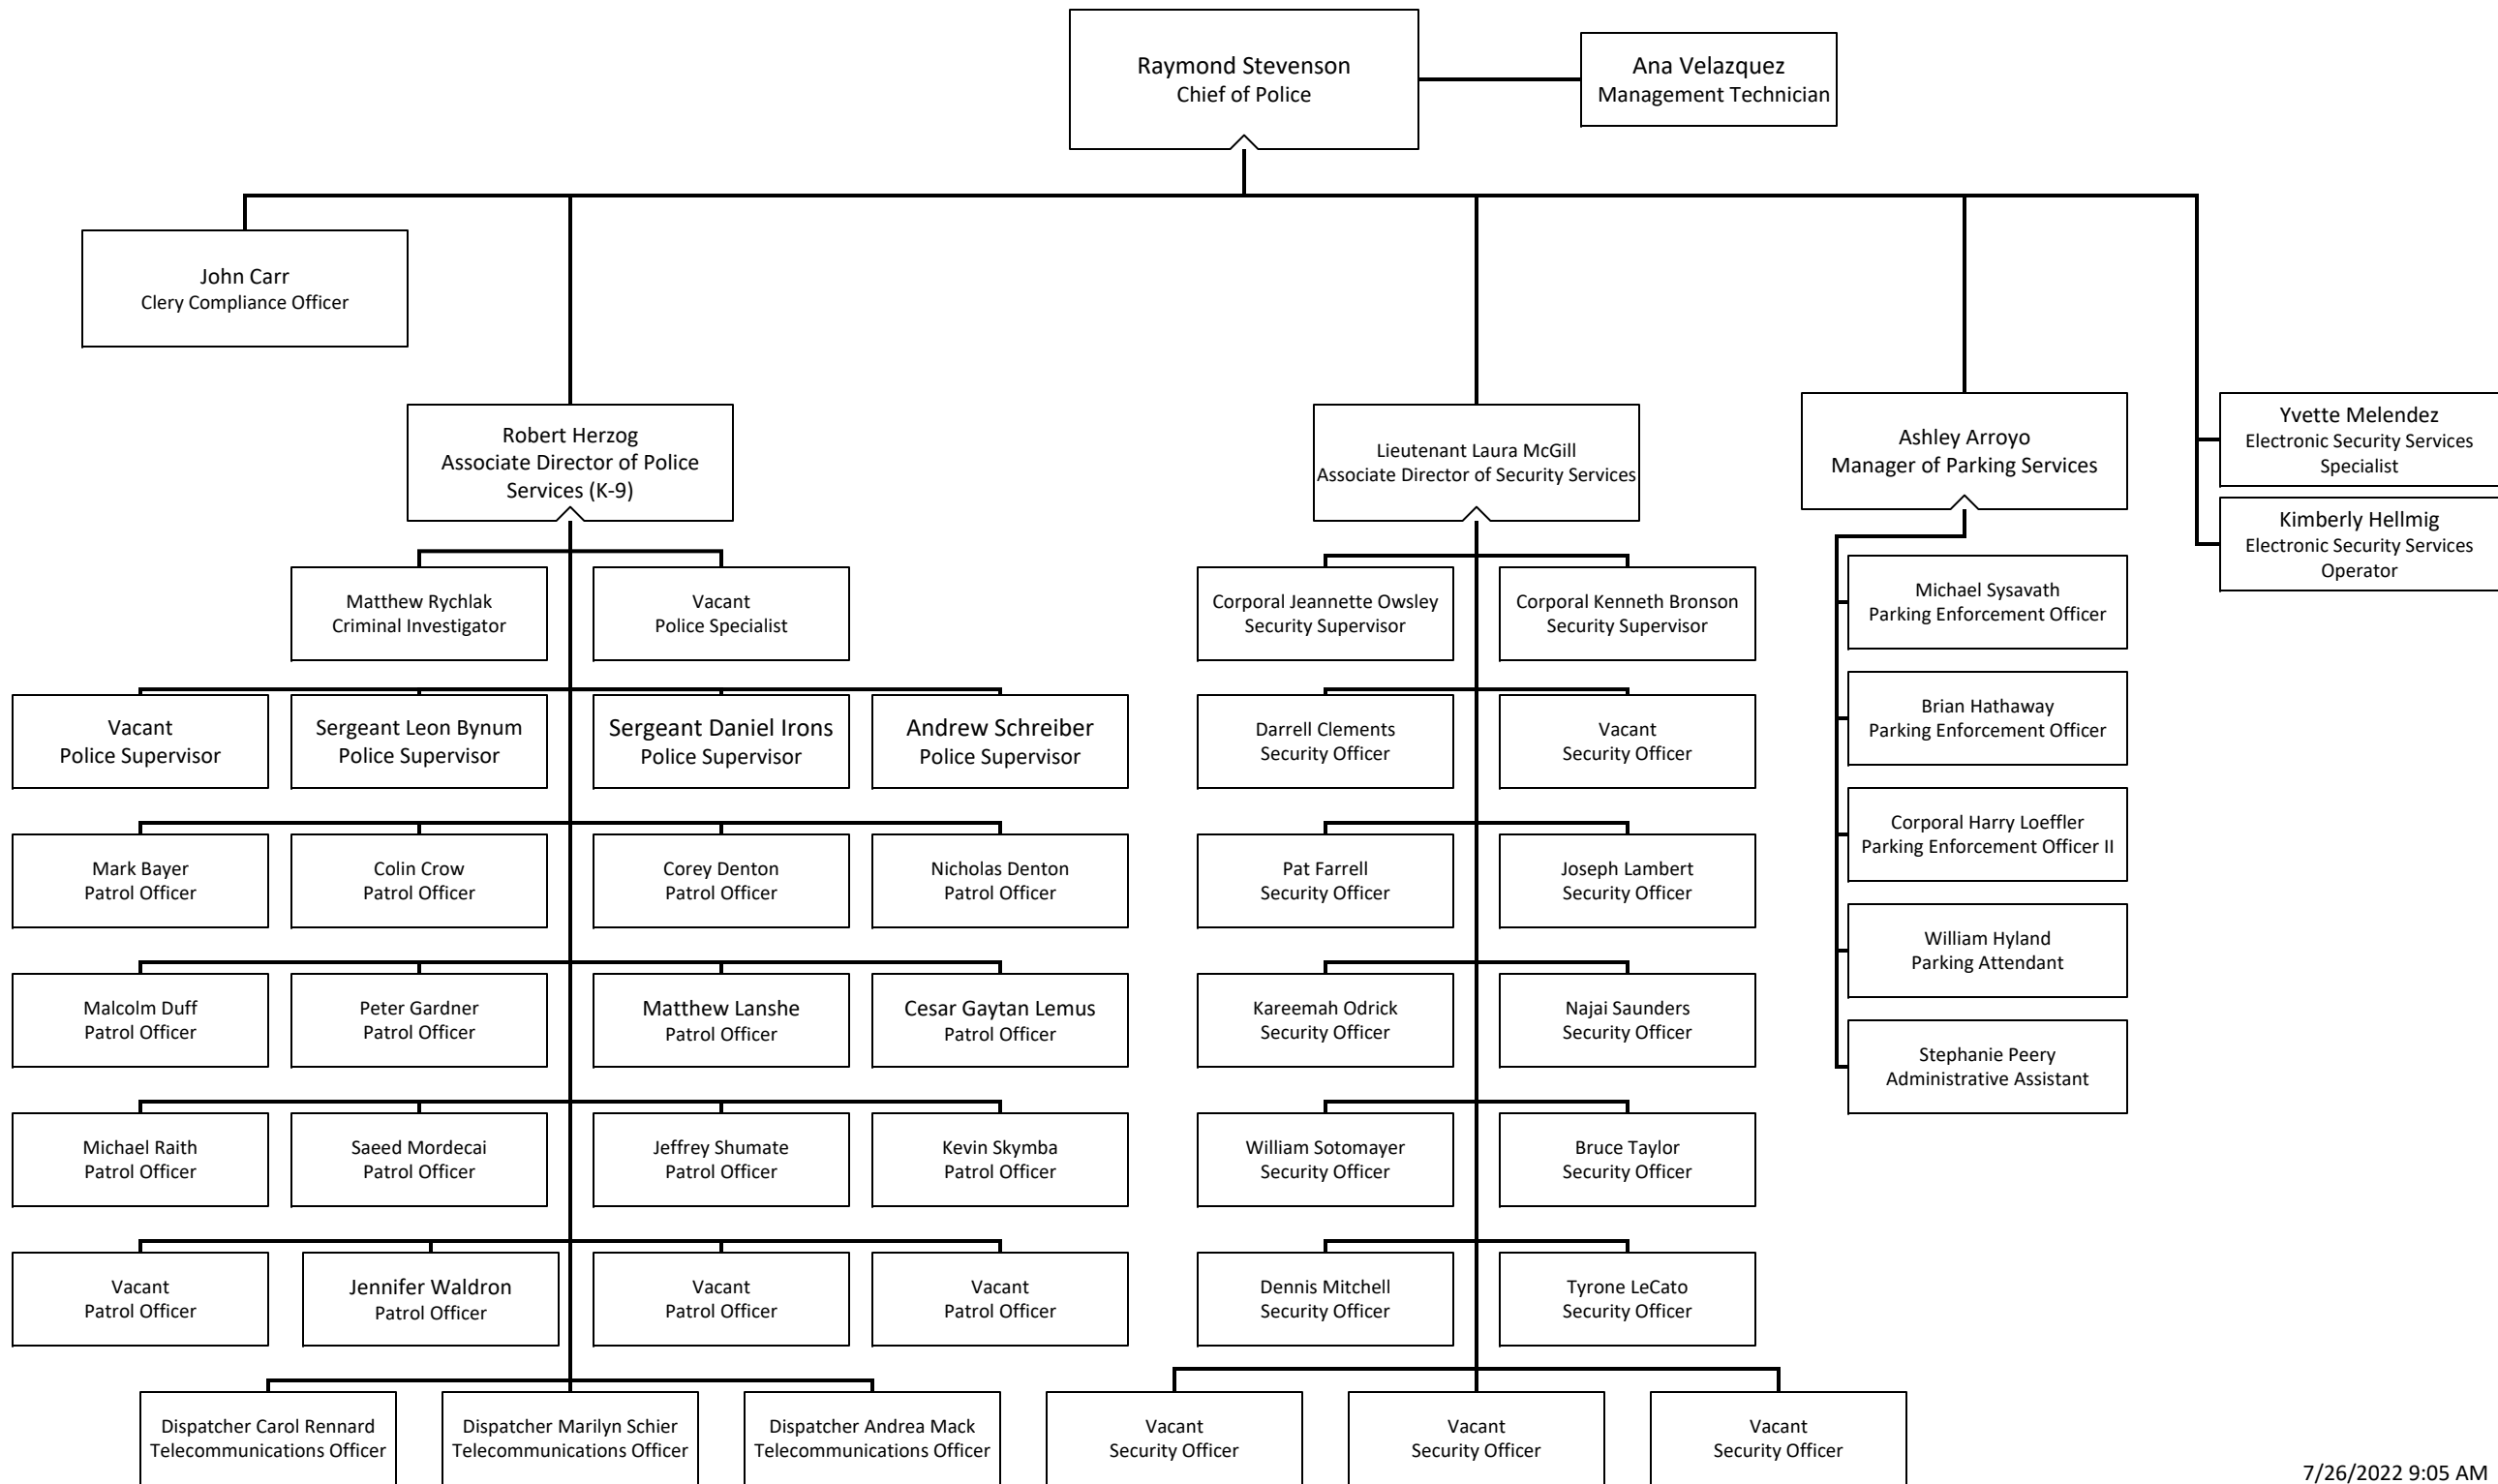 Raymond Stevenson
Chief of Police
Ana Velazquez
Management Technician
John Carr
Clery Compliance Officer
Robert Herzog
Associate Director of Police
Services (K-9)
Lieutenant Laura McGill
Associate Director of Security Services
Ashley Arroyo
Manager of Parking Services
Yvette Melendez
Electronic Security Services
Specialist
Kimberly Hellmig
Electronic Security Services
Operator
Matthew Rychlak
Criminal Investigator
Vacant
Police Specialist
Corporal Jeannette Owsley
Security Supervisor
Corporal Kenneth Bronson
Security Supervisor
Michael Sysavath
Parking Enforcement Officer
Vacant
Police Supervisor
Sergeant Leon Bynum
Police Supervisor
Sergeant Daniel Irons
Police Supervisor
Andrew Schreiber
Police Supervisor
Darrell Clements
Security Officer
Vacant
Security Officer
Brian Hathaway
Parking Enforcement Officer
Mark Bayer
Patrol Officer
Colin Crow
Patrol Officer
Corey Denton
Patrol Officer
Nicholas Denton
Patrol Officer
Pat Farrell
Security Officer
Joseph Lambert
Security Officer
Corporal Harry Loeffler
Parking Enforcement Officer II
Malcolm Duff
Patrol Officer
Peter Gardner
Patrol Officer
Matthew Lanshe
Patrol Officer
Cesar Gaytan Lemus
Patrol Officer
Kareemah Odrick
Security Officer
Najai Saunders
Security Officer
William Hyland
Parking Attendant
Stephanie Peery
Administrative Assistant
Michael Raith
Patrol Officer
Saeed Mordecai
Patrol Officer
Jeffrey Shumate
Patrol Officer
Kevin Skymba
Patrol Officer
William Sotomayer
Security Officer
Bruce Taylor
Security Officer
Vacant
Patrol Officer
Jennifer Waldron
Patrol Officer
Vacant
Patrol Officer
Vacant
Patrol Officer
Dennis Mitchell
Security Officer
Tyrone LeCato
Security Officer
Dispatcher Carol Rennard
Telecommunications Officer
Dispatcher Marilyn Schier
Telecommunications Officer
Dispatcher Andrea Mack
Telecommunications Officer
Vacant
Security Officer
Vacant
Security Officer
Vacant
Security Officer
7/26/2022 9:05 AM